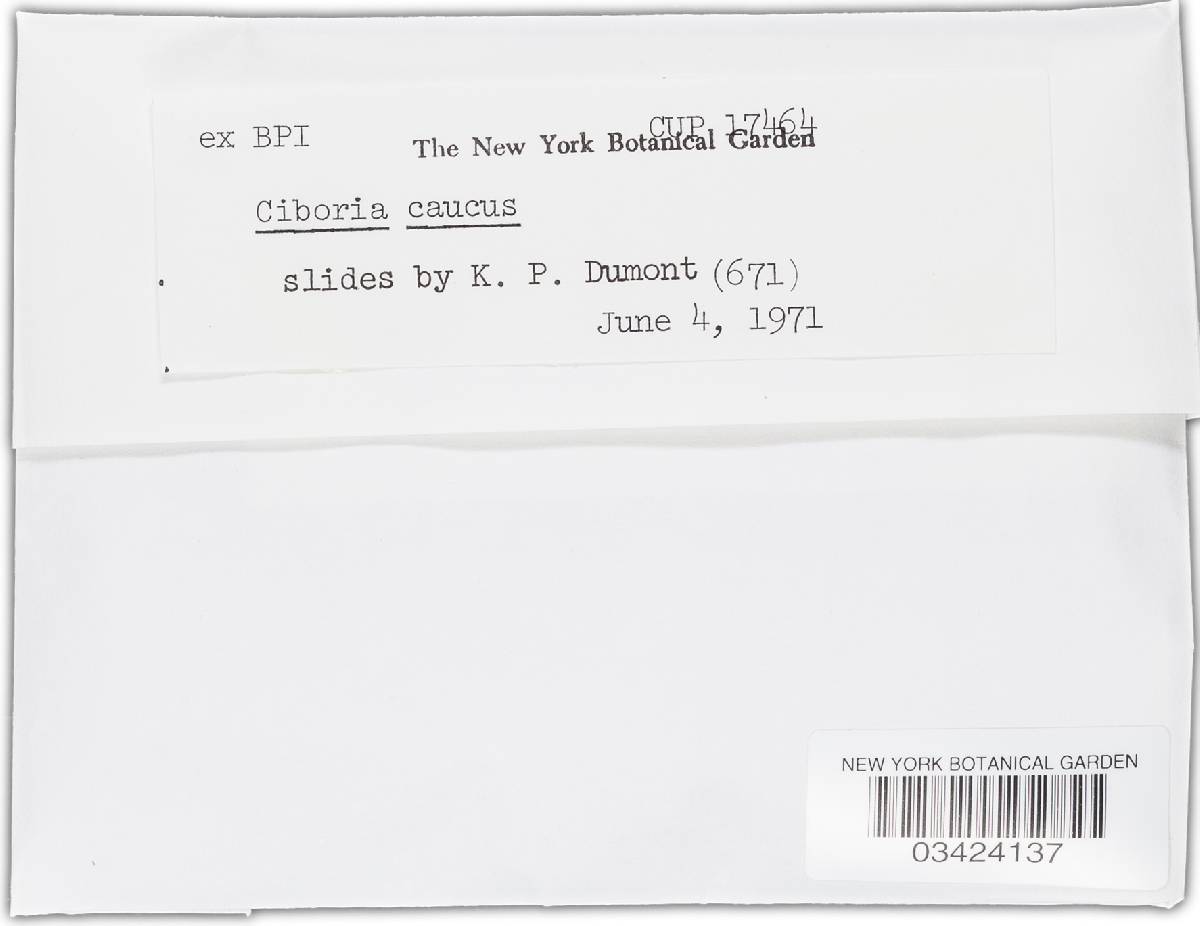 ex BPI CUP 17464
The New York Botanical Garden
Ciboria caucus
slides by K. P. Dumont (671)
June 4, 1971
NEW YORK BOTANICAL GARDEN
03424137